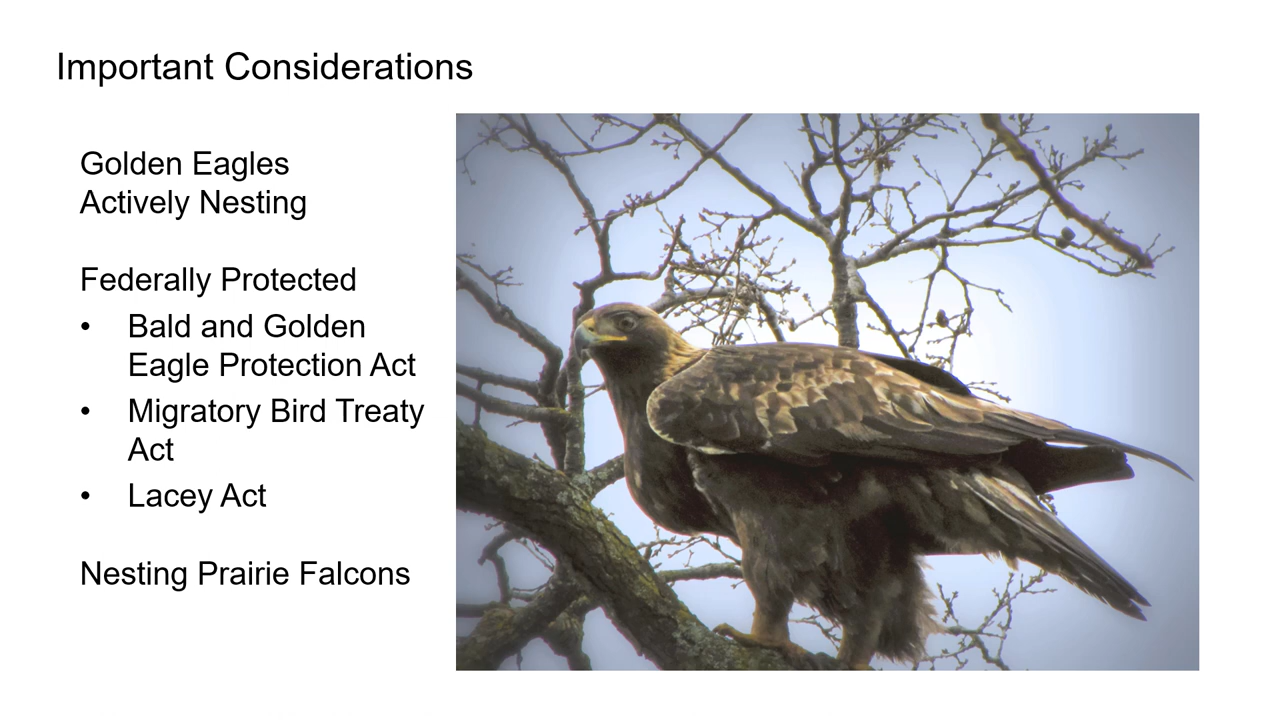 Important Considerations
Golden Eagles
Actively Nesting
Federally Protected
• Bald and Golden
Eagle Protection Act
• Migratory Bird Treaty
Act
• Lacey Act
Nesting Prairie Falcons